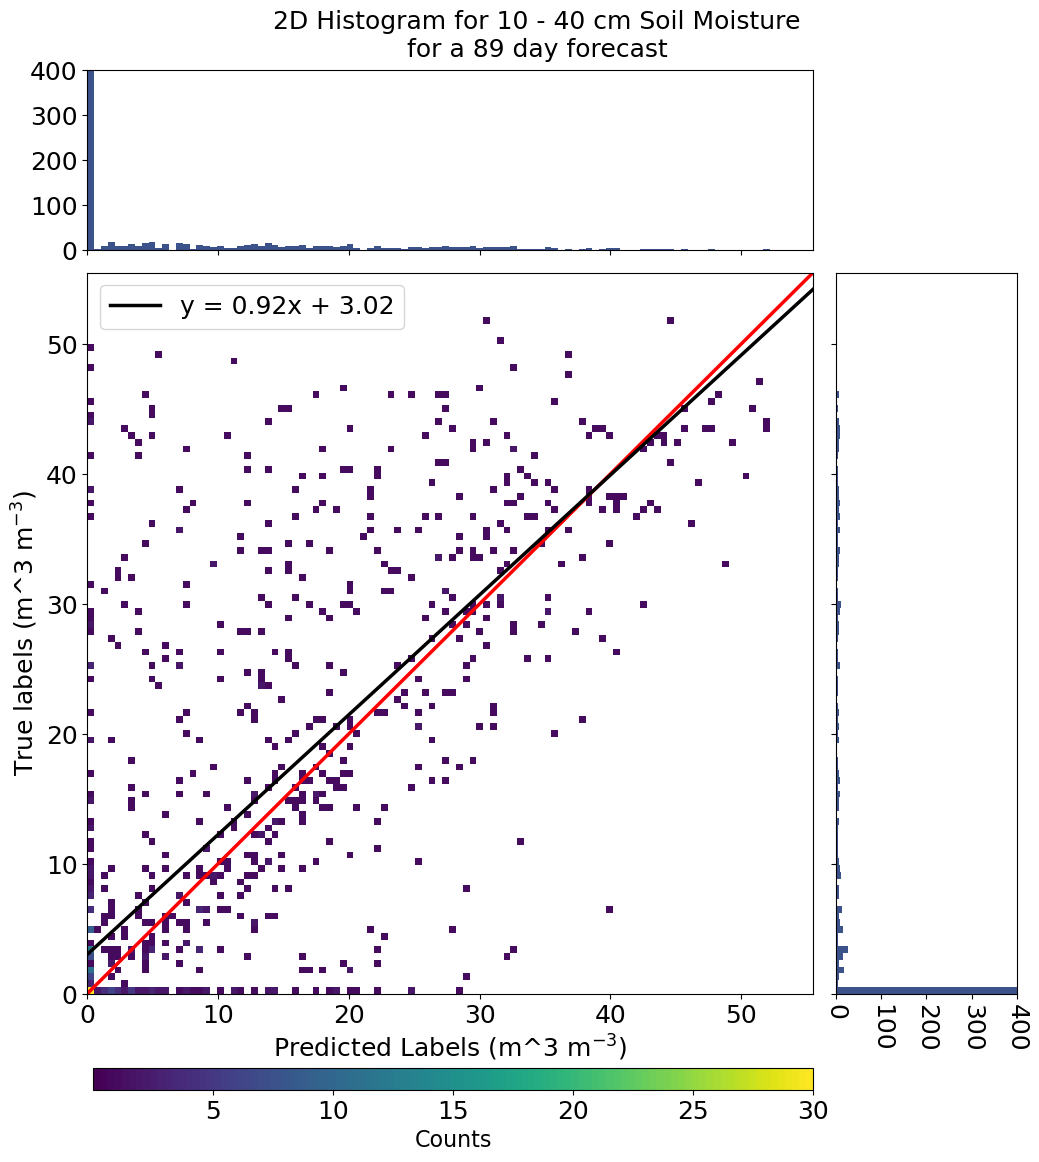 2D Histogram for 10 - 40 cm Soil Moisture
for a 89 day forecast
400
300
200
100
0
y = 0.92x + 3.02
50
40
30
20
10
0
True labels (m^3 m⁻³)
0 10 20 30 40 50
Predicted Labels (m^3 m⁻³)
0 100 200 300 400
5 10 15 20 25 30
Counts